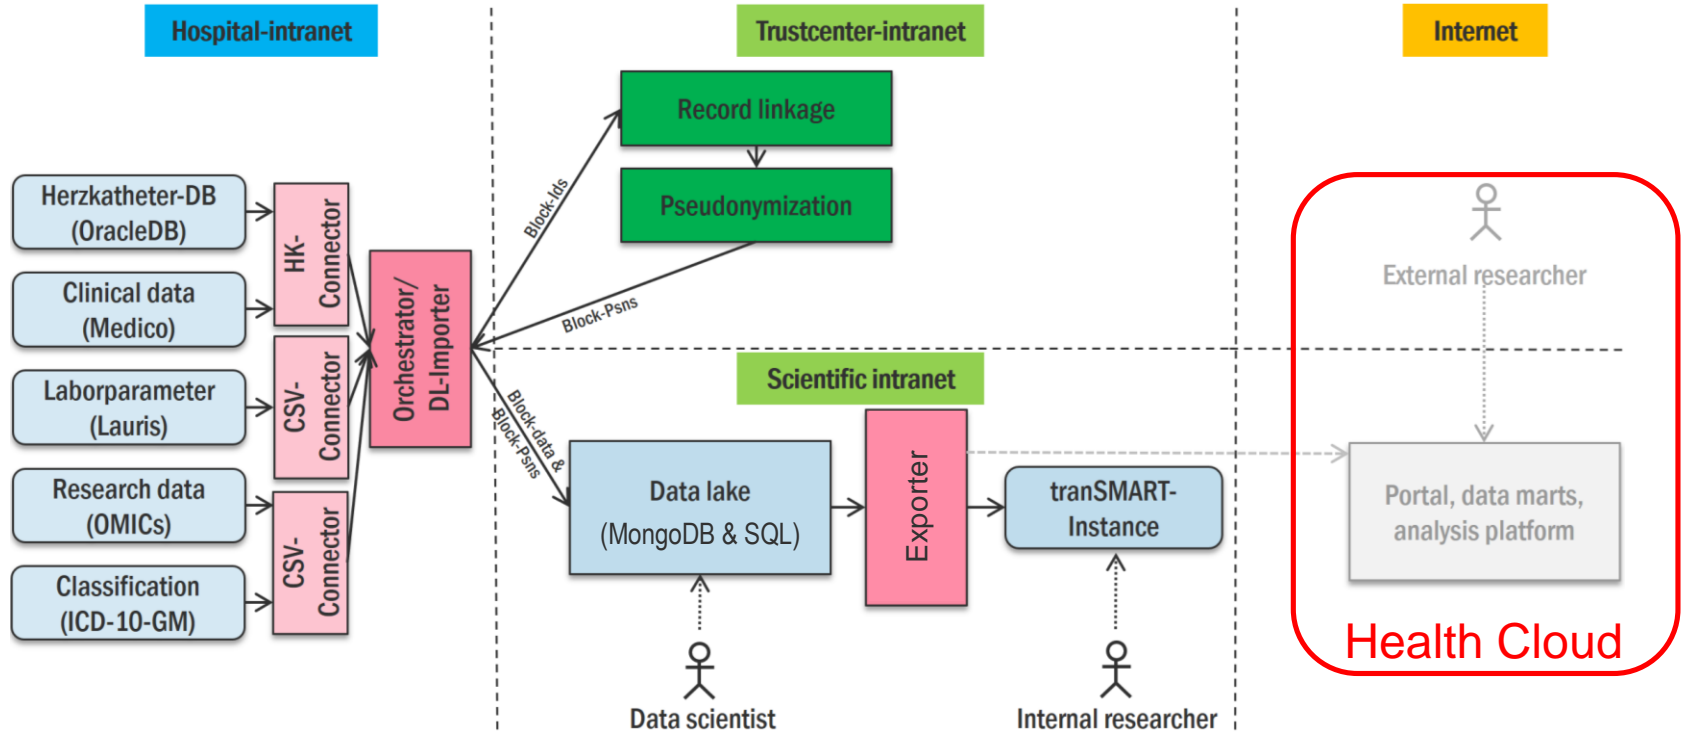 Hospital-intranet
Trustcenter-intranet
Internet
Herzkatheter-DB
(OracleDB)
Clinical data
(Medico)
Laborparameter
(Lauris)
Research data
(OMICs)
Classification
(ICD-10-GM)
HK-
Connector
CSV-
Connector
CSV-
Connector
Orchestrator/
DL-Importer
Block-Ids
Record linkage
Pseudonymization
Block-Psns
Block-data &
Block-Psns
Scientific intranet
Data lake
(MongoDB & SQL)
Exporter
tranSMART-
Instance
Data scientist
Internal researcher
External researcher
Portal, data marts,
analysis platform
Health Cloud